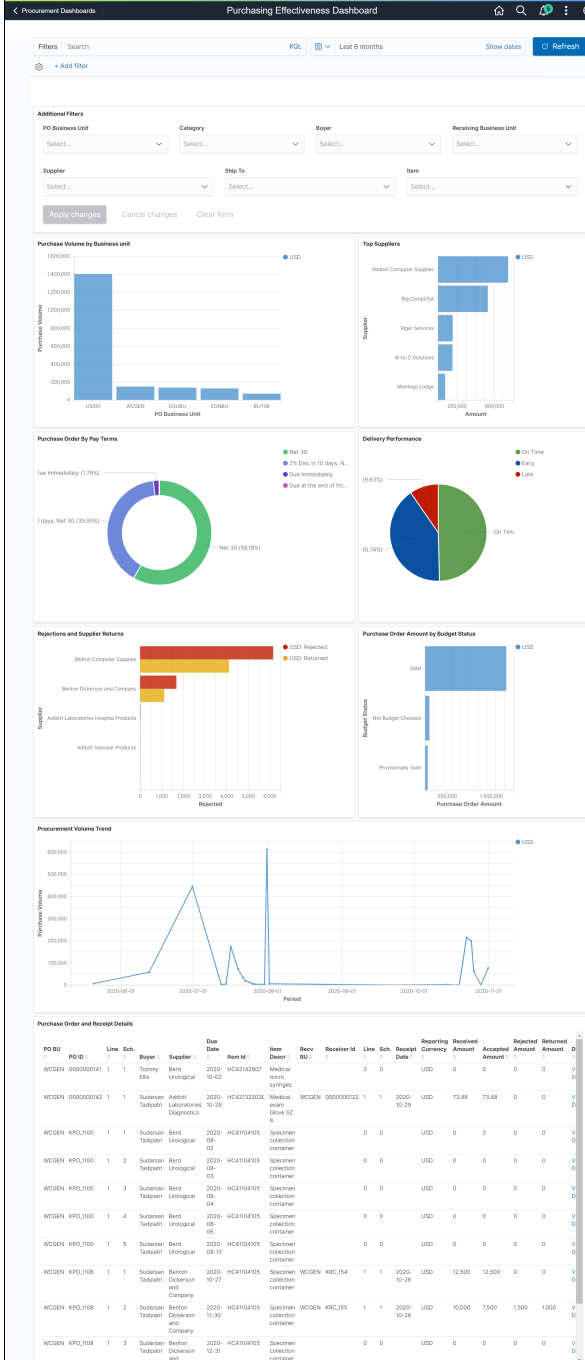 Procurement Dashboards
Purchasing Effectiveness Dashboard
5
Filters Search KQL Last 6 months Show dates Refresh
+ Add filter
Additional Filters
PO Business Unit Category Buyer Receiving Business Unit
Select... Select... Select... Select...
Supplier Ship To Item
Select... Select... Select...
Apply changes Cancel changes Clear form
Purchase Volume by Business unit
USD
1,600,000
1,400,000
1,200,000
1,000,000
800,000
600,000
400,000
200,000
0
Purchase Volume
US001 WCGEN EGUBU EGNBU BUY08
PO Business Unit
Top Suppliers
USD
Midton Computer Supplies
Big CompUSA
Riger Services
B-to-C Solutions
Montego Lodge
Supplier
200,000 600,000
Amount
Purchase Order By Pay Terms
Net 30
2% Disc in 10 days, N...
Due Immediately
Due at the end of thi...
ue Immediately (1.79%)
days, Net 30 (39.95%)
Net 30 (58.18%)
Delivery Performance
On Time
Early
Late
(9.63%)
0.74%)
On Time
Rejections and Supplier Returns
USD: Rejected
USD: Returned
Midton Computer Supplies
Benton Dickerson and Company
Addott Laboratories Hospital Products
Addott Vascular Products
Supplier
0 1,000 2,000 3,000 4,000 5,000 6,000
Rejected
Purchase Order Amount by Budget Status
USD
Valid
Not Budget Checked
Provisionally Valid
Budget Status
500,000 1,500,000
Purchase Order Amount
Procurement Volume Trend
USD
600,000
500,000
400,000
300,000
200,000
100,000
0
Purchase Volume
2020-06-01 2020-07-01 2020-08-01 2020-09-01 2020-10-01 2020-11-01
Period
Purchase Order and Receipt Details
PO BU PO ID Line Sch. Buyer Supplier Due Date Item Id Item Descr Recv BU Receiver Id Line Sch. Receipt Date Reporting Currency Received Amount Accepted Amount Rejected Amount Returned Amount D
WCGEN 0000000141 1 1 Tommy Ellis Berd Urological 2020-10-02 HC42142607 Medical micro syringes 0 0 USD 0 0 0 0 V D
WCGEN 0000000142 1 1 Sudarsan Tadipatri Addott Laboratories Diagnostics 2020-10-29 HC42132203L Medical exam Glove SZ 8 WCGEN 0000000122 1 1 2020-10-29 USD 73.48 73.48 0 0 V D
WCGEN KPO_1100 1 1 Sudarsan Tadipatri Berd Urological 2020-08-02 HC41104105 Specimen collection container 0 0 USD 0 0 0 0 V D
WCGEN KPO_1100 1 2 Sudarsan Tadipatri Berd Urological 2020-08-03 HC41104105 Specimen collection container 0 0 USD 0 0 0 0 V D
WCGEN KPO_1100 1 3 Sudarsan Tadipatri Berd Urological 2020-08-04 HC41104105 Specimen collection container 0 0 USD 0 0 0 0 V D
WCGEN KPO_1100 1 4 Sudarsan Tadipatri Berd Urological 2020-08-06 HC41104105 Specimen collection container 0 0 USD 0 0 0 0 V D
WCGEN KPO_1100 1 5 Sudarsan Tadipatri Berd Urological 2020-08-13 HC41104105 Specimen collection container 0 0 USD 0 0 0 0 V D
WCGEN KPO_1108 1 1 Sudarsan Tadipatri Benton Dickerson and Company 2020-10-27 HC41104105 Specimen collection container WCGEN KRC_154 1 1 2020-10-26 USD 12,500 12,500 0 0 V D
WCGEN KPO_1108 1 2 Sudarsan Tadipatri Benton Dickerson and Company 2020-11-30 HC41104105 Specimen collection container WCGEN KRC_155 1 1 2020-10-26 USD 10,000 7,500 1,500 1,000 V D
WCGEN KPO_1108 1 3 Sudarsan Tadipatri Benton Dickerson and 2020-12-31 HC41104105 Specimen collection container 0 0 USD 0 0 0 0 V D